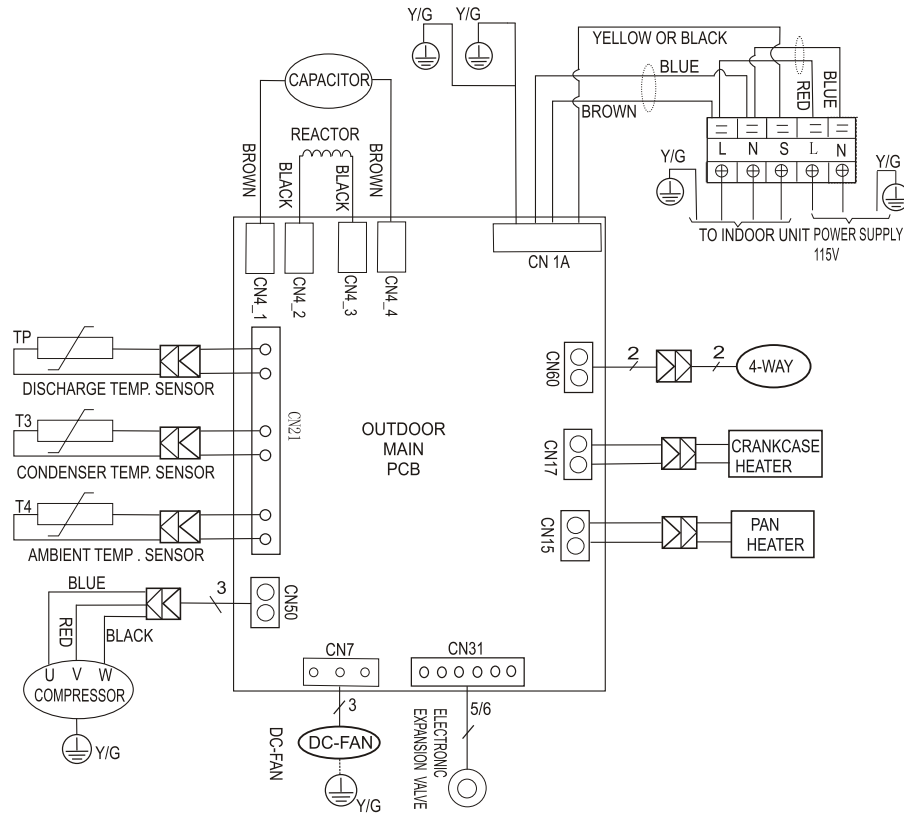 Y/G
Y/G
YELLOW OR BLACK
BLUE
BROWN
RED
BLUE
CAPACITOR
REACTOR
BROWN
BLACK
BLACK
BROWN
L N S L N
Y/G
Y/G
TO INDOOR UNIT POWER SUPPLY
115V
CN 1A
CN4_1
CN4_2
CN4_3
CN4_4
TP
DISCHARGE TEMP. SENSOR
T3
CONDENSER TEMP. SENSOR
T4
AMBIENT TEMP . SENSOR
CN21
OUTDOOR
MAIN
PCB
CN60
2
2
4-WAY
CN17
CRANKCASE
HEATER
CN15
PAN
HEATER
BLUE
RED
BLACK
3
CN50
U V W
COMPRESSOR
Y/G
CN7
3
DC-FAN
DC-FAN
Y/G
CN31
5/6
ELECTRONIC
EXPANSION VALVE